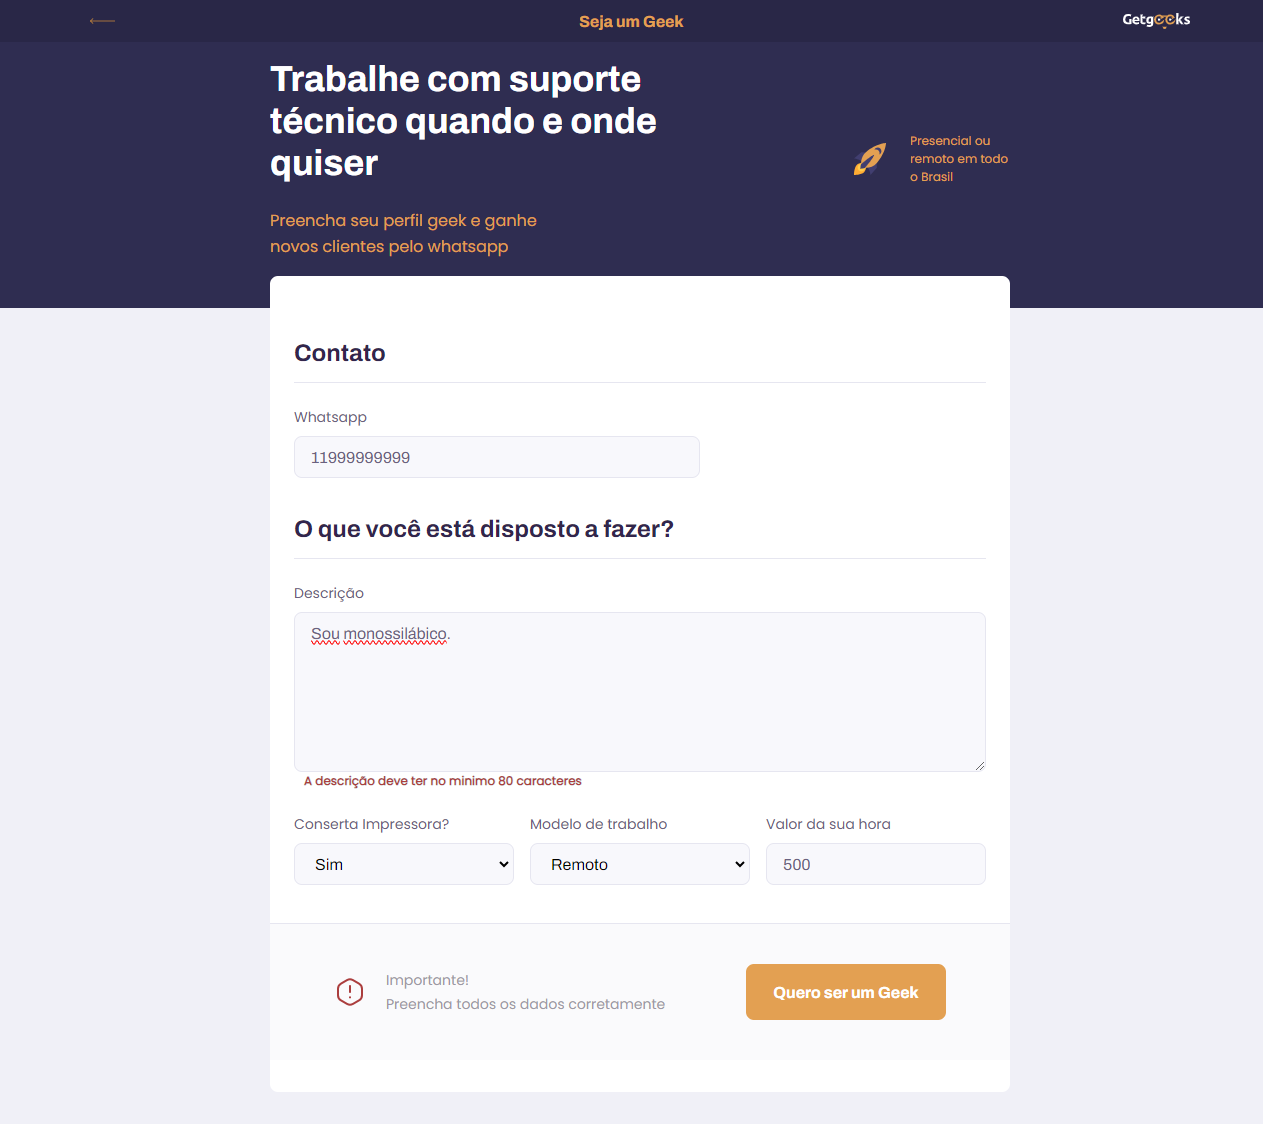 Seja um Geek
Getgeeks
Trabalhe com suporte
técnico quando e onde
quiser
Presencial ou
remoto em todo
o Brasil
Preencha seu perfil geek e ganhe
novos clientes pelo whatsapp
Contato
Whatsapp
11999999999
O que você está disposto a fazer?
Descrição
Sou monossilábico.
A descrição deve ter no minimo 80 caracteres
Conserta Impressora? Modelo de trabalho Valor da sua hora
Sim Remoto 500
Importante!
Preencha todos os dados corretamente
Quero ser um Geek